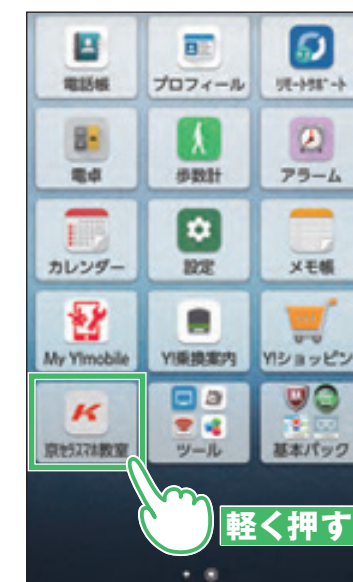 電話帳
プロフィール
リモートサポート
電卓
歩数計
アラーム
カレンダー
設定
メモ帳
My Y!mobile
Y!乗換案内
Y!ショッピン
京セラスマホ教室
ツール
基本パック
軽く押す